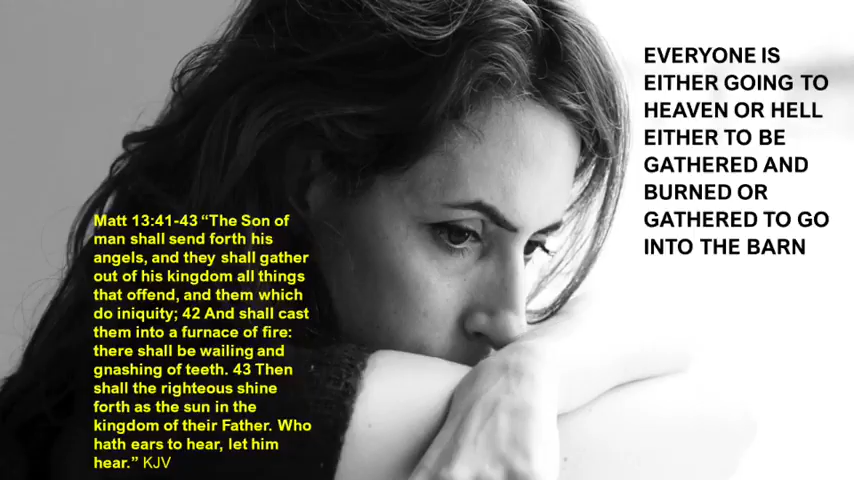 EVERYONE IS
EITHER GOING TO
HEAVEN OR HELL
EITHER TO BE
GATHERED AND
BURNED OR
GATHERED TO GO
INTO THE BARN
Matt 13:41-43 “The Son of
man shall send forth his
angels, and they shall gather
out of his kingdom all things
that offend, and them which
do iniquity; 42 And shall cast
them into a furnace of fire:
there shall be wailing and
gnashing of teeth. 43 Then
shall the righteous shine
forth as the sun in the
kingdom of their Father. Who
hath ears to hear, let him
hear.” KJV